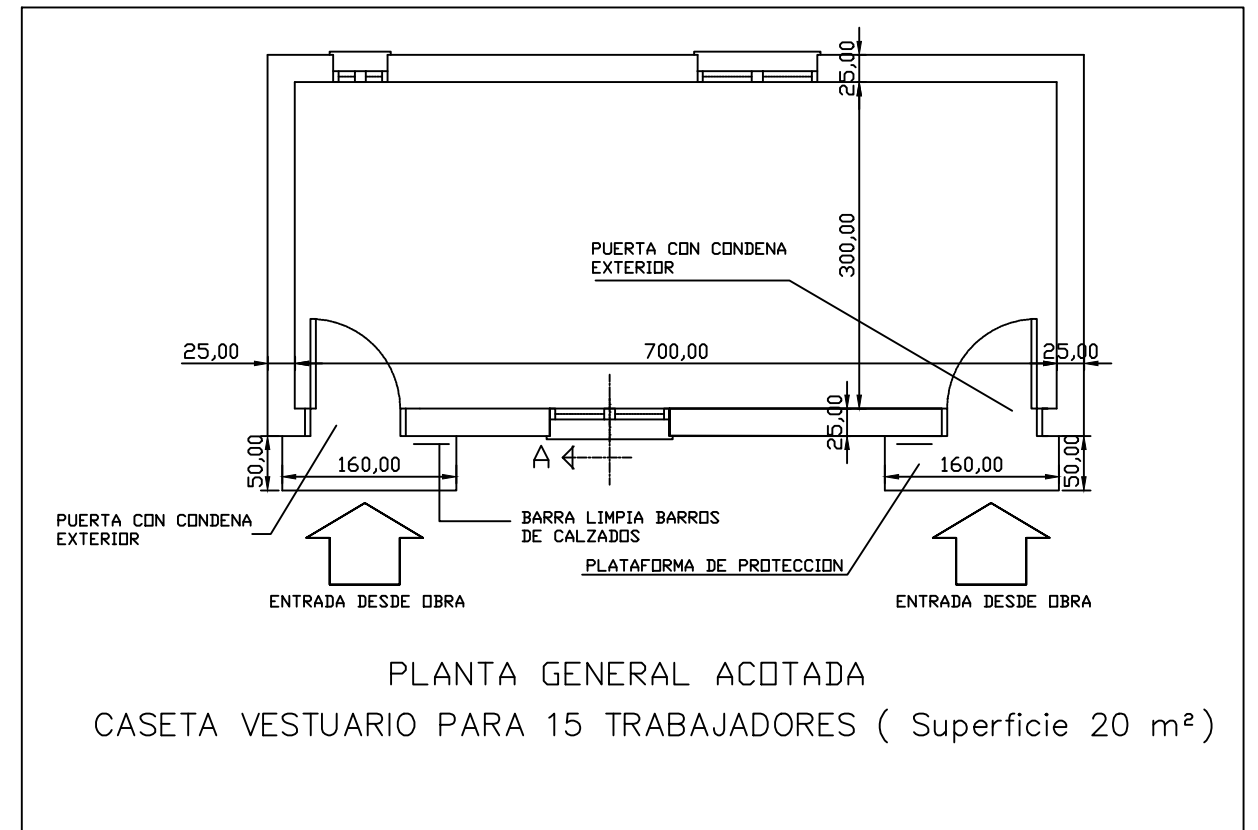 25,00
300,00
PUERTA CON CONDENA
EXTERIOR
25,00
700,00
25,00
25,00
50,00
160,00
A
160,00
50,00
PUERTA CON CONDENA
EXTERIOR
BARRA LIMPIA BARROS
DE CALZADOS
PLATAFORMA DE PROTECCION
ENTRADA DESDE OBRA
ENTRADA DESDE OBRA
PLANTA GENERAL ACOTADA
CASETA VESTUARIO PARA 15 TRABAJADORES ( Superficie 20 m²)